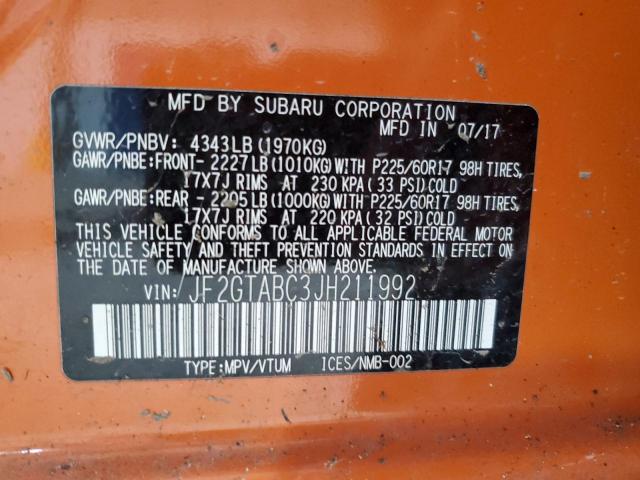 MFD BY SUBARU CORPORATION
MFD IN 07/17
GVWR/PNBV: 4343LB(1970KG)
GAWR/PNBE:FRONT- 2227LB(1010KG)WITH P225/60R17 98H TIRES,
17X7J RIMS AT 230 KPA(33 PSI)COLD
GAWR/PNBE:REAR - 2205LB(1000KG)WITH P225/60R17 98H TIRES,
17X7J RIMS AT 220 KPA(32 PSI)COLD
THIS VEHICLE CONFORMS TO ALL APPLICABLE FEDERAL MOTOR
VEHICLE SAFETY AND THEFT PREVENTION STANDARDS IN EFFECT ON
THE DATE OF MANUFACTURE SHOWN ABOVE.
VIN: JF2GTABC3JH211992
TYPE:MPV/VTUM ICES/NMB-002